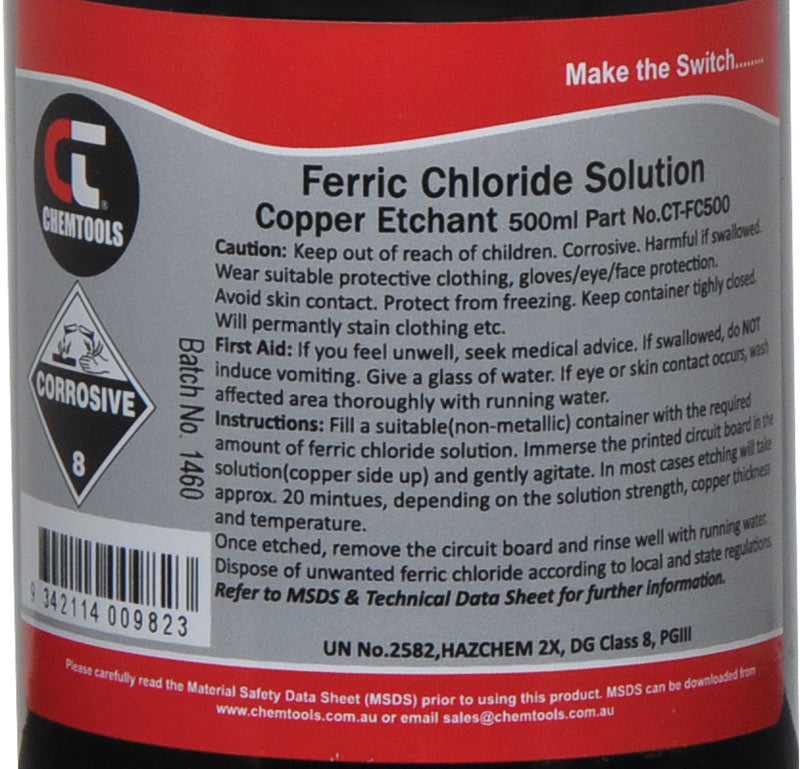 Make the Switch........
CL
®
CHEMTOOLS
Ferric Chloride Solution
Copper Etchant 500ml Part No.CT-FC500
Caution: Keep out of reach of children. Corrosive. Harmful if swallowed.
Wear suitable protective clothing, gloves/eye/face protection.
Avoid skin contact. Protect from freezing. Keep container tighly closed.
Will permantly stain clothing etc.
First Aid: If you feel unwell, seek medical advice. If swallowed, do NOT
induce vomiting. Give a glass of water. If eye or skin contact occurs, wash
affected area thoroughly with running water.
Instructions: Fill a suitable(non-metallic) container with the required
amount of ferric chloride solution. Immerse the printed circuit board in the
solution(copper side up) and gently agitate. In most cases etching will take
approx. 20 mintues, depending on the solution strength, copper thickness
and temperature.
Once etched, remove the circuit board and rinse well with running water.
Dispose of unwanted ferric chloride according to local and state regulations.
Refer to MSDS & Technical Data Sheet for further information.
UN No.2582,HAZCHEM 2X, DG Class 8, PGIII
CORROSIVE
8
Batch No. 1460
9 342114 009823
Please carefully read the Material Safety Data Sheet (MSDS) prior to using this product. MSDS can be downloaded from
www.chemtools.com.au or email sales@chemtools.com.au